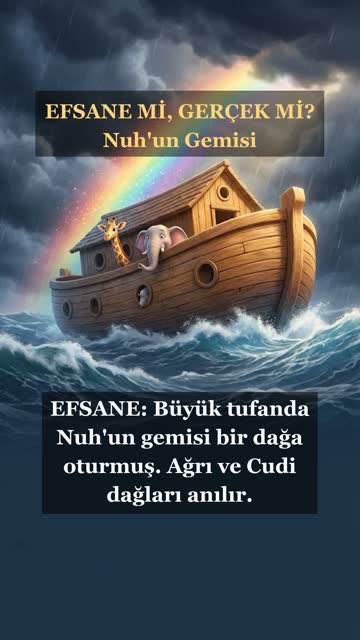 EFSANE Mİ, GERÇEK Mİ?
Nuh'un Gemisi
EFSANE: Büyük tufanda
Nuh'un gemisi bir dağa
oturmuş. Ağrı ve Cudi
dağları anılır.